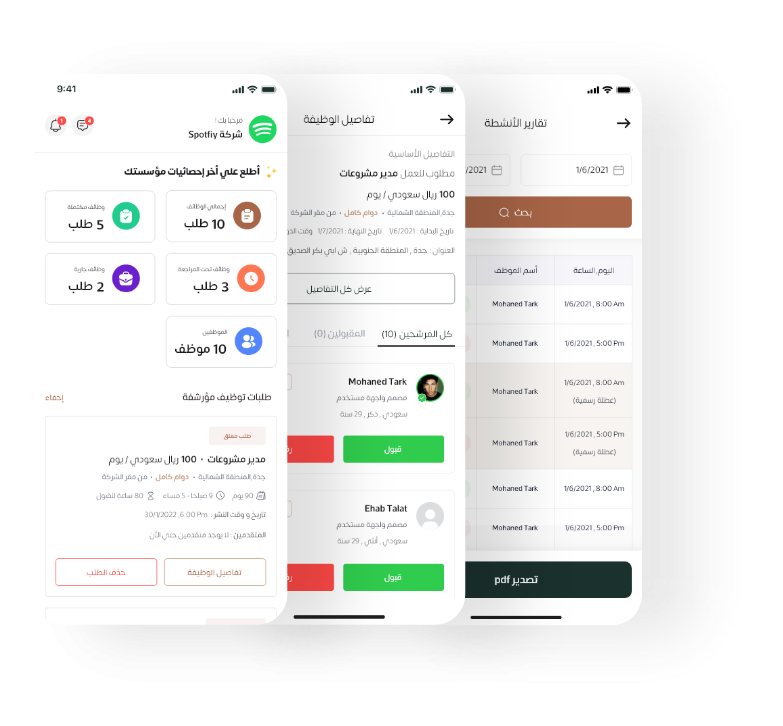 9:41
مرحبا بك !
شركة Spotfiy
4
9
أطلع علي أخر إحصائيات مؤسستك
إجمالي الوظائف
10 طلب
وظائف مكتملة
5 طلب
وظائف تحت المراجعة
3 طلب
وظائف جارية
2 طلب
الموظفين
10 موظف
طلبات توظيف مؤرشفة
إخفاء
طلب معلق
مدير مشروعات • 100 ريال سعودي / يوم
جدة,المنطقة الشمالية • دوام كامل • من مقر الشركة
90 يوم
9 صباحا - 5 مساء
80 ساعة للقبول
تاريخ و وقت النشر : 30/1/2022 ,6:00 Pm
المتقدمين : لا يوجد متقدمين حتي الأن
تفاصيل الوظيفة
حذف الطلب
تفاصيل الوظيفة
التفاصيل الأساسية
مطلوب للعمل مدير مشروعات
100 ريال سعودي / يوم
جدة,المنطقة الشمالية • دوام كامل • من مقر الشركة
تاريخ البداية : 1/6/2021 تاريخ النهاية : 1/7/2021
العنوان : جدة , المنطقة الجنوبية , ش ابي بكر الصديق
عرض كل التفاصيل
كل المرشحين (10)
المقبولين (0)
Mohaned Tark
مصمم واجهة مستخدم
سعودي , ذكر , 29 سنة
قبول
Ehab Talat
مصمم واجهة مستخدم
سعودي , أنثي , 29 سنة
قبول
تقارير الأنشطة
1/6/2021
/2021
بحث
اليوم,الساعة
أسم الموظف
1/6/2021 , 8:00 Am
Mohaned Tark
1/6/2021 , 5:00 Pm
Mohaned Tark
1/6/2021 , 8:00 Am
(عطلة رسمية)
Mohaned Tark
1/6/2021 , 5:00 Pm
(عطلة رسمية)
Mohaned Tark
1/6/2021 , 8:00 Am
Mohaned Tark
1/6/2021 , 5:00 Pm
Mohaned Tark
تصدير pdf